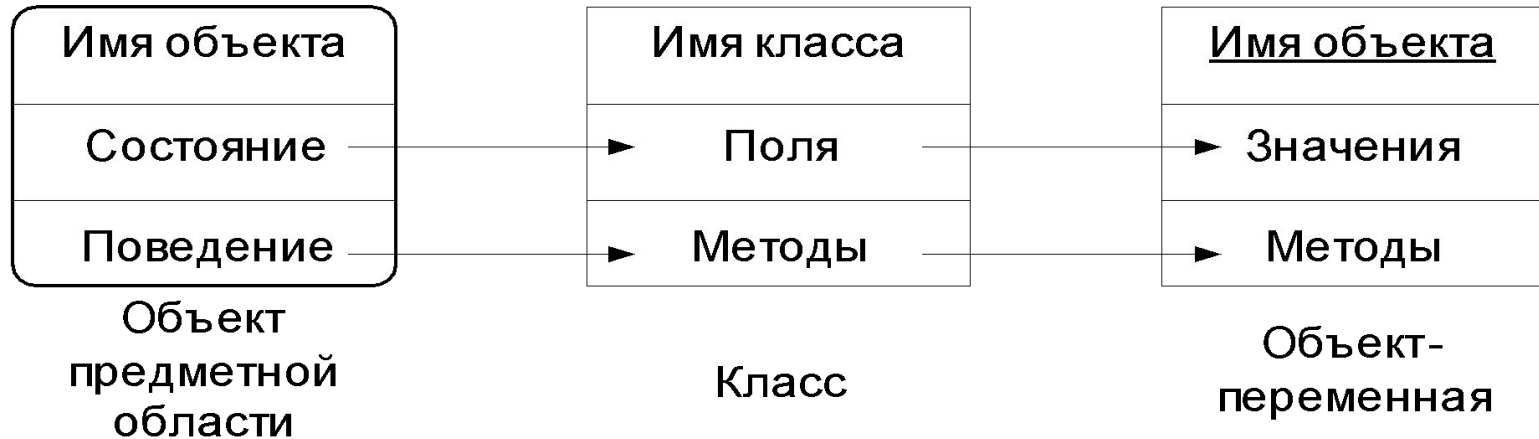 Имя объекта
Состояние
Поведение
Объект
предметной
области
Имя класса
Поля
Методы
Класс
Имя объекта
Значения
Методы
Объект-
переменная